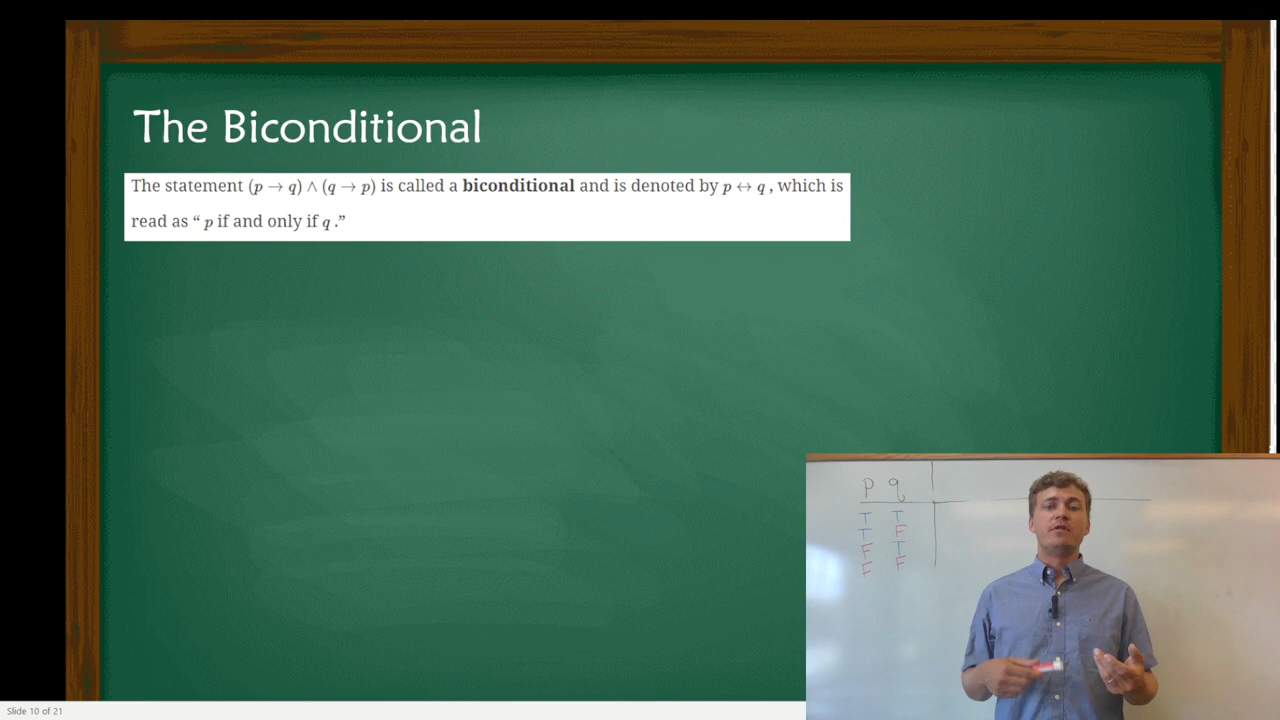 The Biconditional
The statement (p → q) ∧ (q → p) is called a biconditional and is denoted by p ↔ q , which is
read as “ p if and only if q .”
p q
T T
T F
F T
F F
Slide 10 of 21